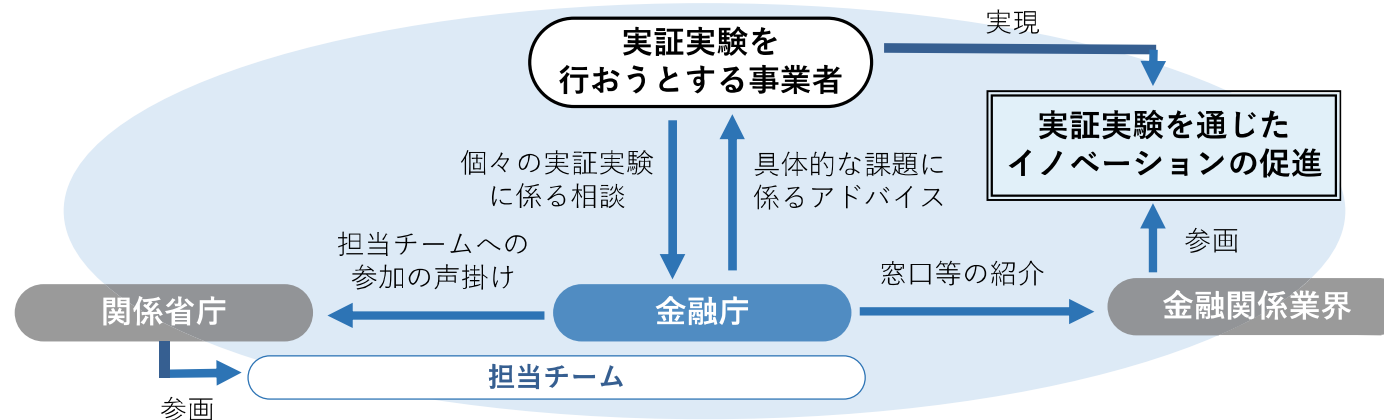 実現
実証実験を
行おうとする事業者
実証実験を通じた
イノベーションの促進
個々の実証実験
に係る相談
具体的な課題に
係るアドバイス
担当チームへの
参加の声掛け
窓口等の紹介
参画
関係省庁
金融庁
金融関係業界
担当チーム
参画